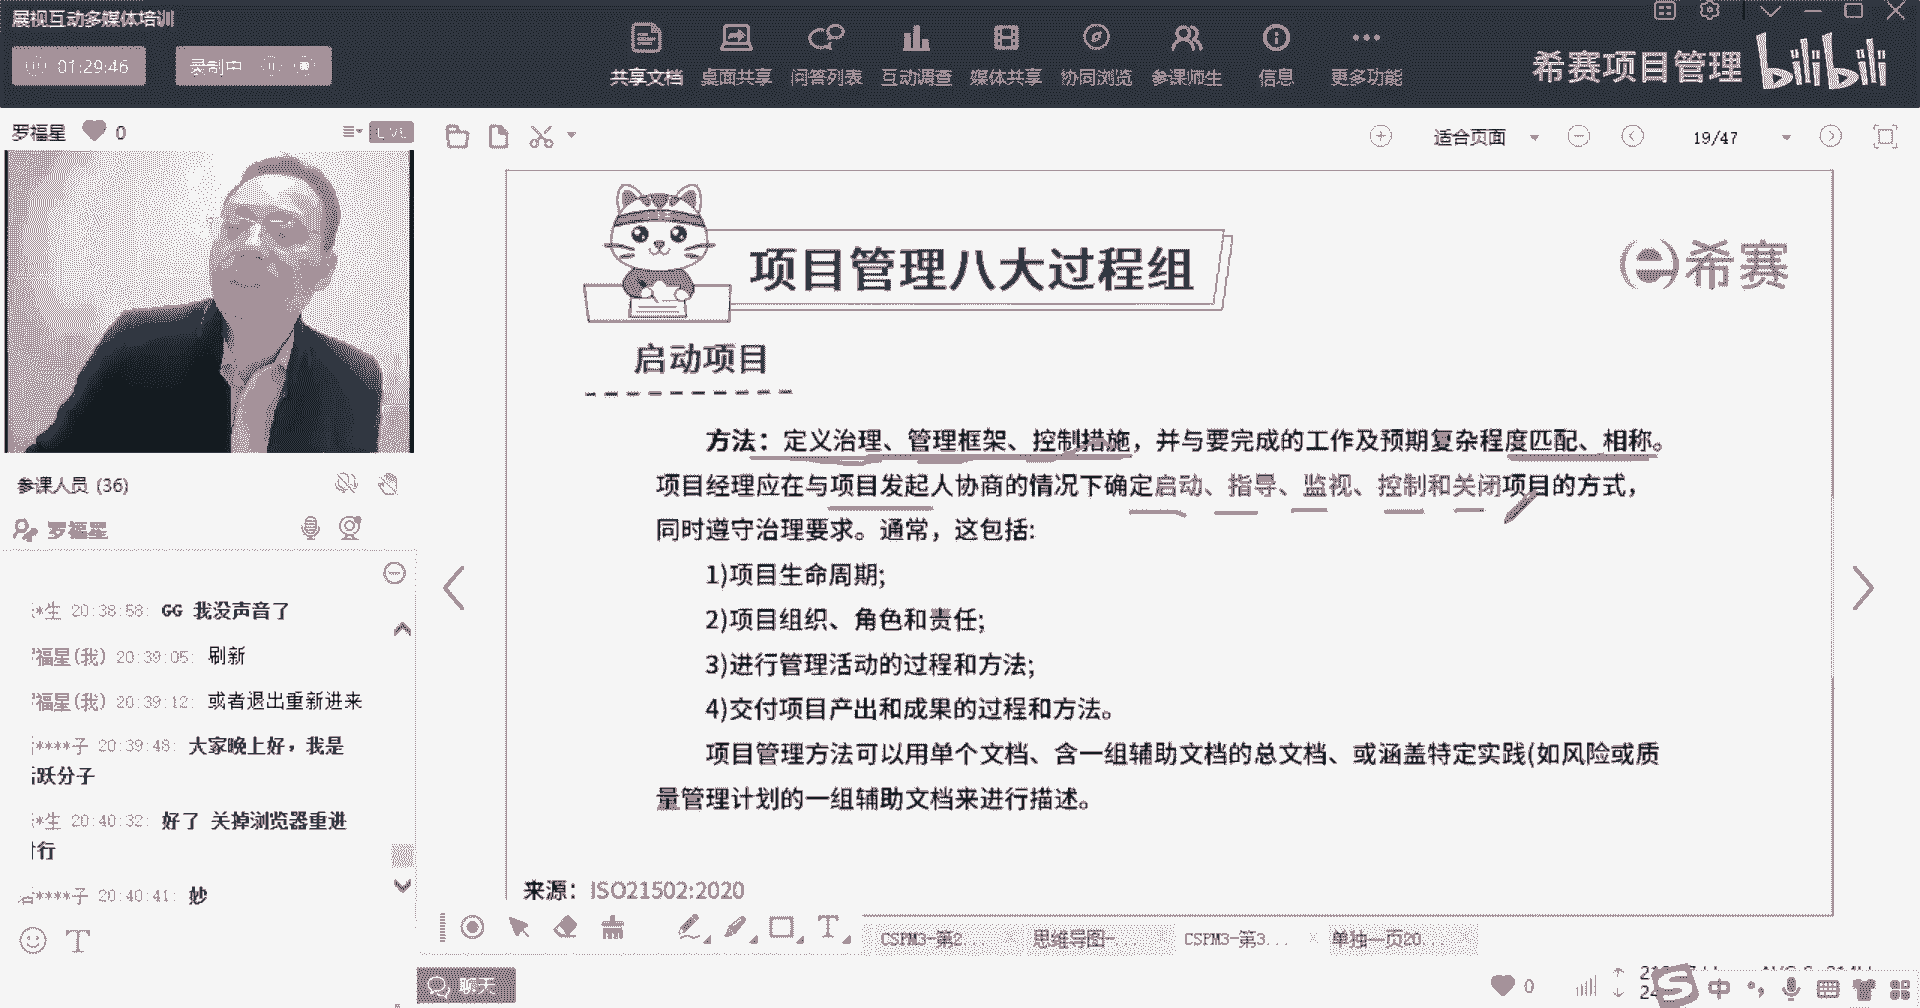 展视互动多媒体培训
01:29:46
录制中
共享文档 桌面共享 问答列表 互动调查 媒体共享 协同浏览 参课师生 信息 更多功能
希赛项目管理 bilibili
罗福星 0
LIVE
适合页面
19/47
项目管理八大过程组
希赛
启动项目
方法：定义治理、管理框架、控制措施，并与要完成的工作及预期复杂程度匹配、相称。
项目经理应在与项目发起人协商的情况下确定启动、指导、监视、控制和关闭项目的方式，
同时遵守治理要求。通常，这包括:
1)项目生命周期;
2)项目组织、角色和责任;
3)进行管理活动的过程和方法;
4)交付项目产出和成果的过程和方法。
项目管理方法可以用单个文档、含一组辅助文档的总文档、或涵盖特定实践(如风险或质
量管理计划的一组辅助文档来进行描述。
来源：ISO21502:2020
参课人员 (36)
罗福星
*生 20:38:58: GG 我没声音了
福星(我) 20:39:05: 刷新
福星(我) 20:39:12: 或者退出重新进来
****子 20:39:48: 大家晚上好，我是
跃分子
*生 20:40:32: 好了 关掉浏览器重进
行
****子 20:40:41: 妙
T
T
CSPM3-第2...
思维导图-...
CSPM3-第3...
单独一页20...
聊天
0
中